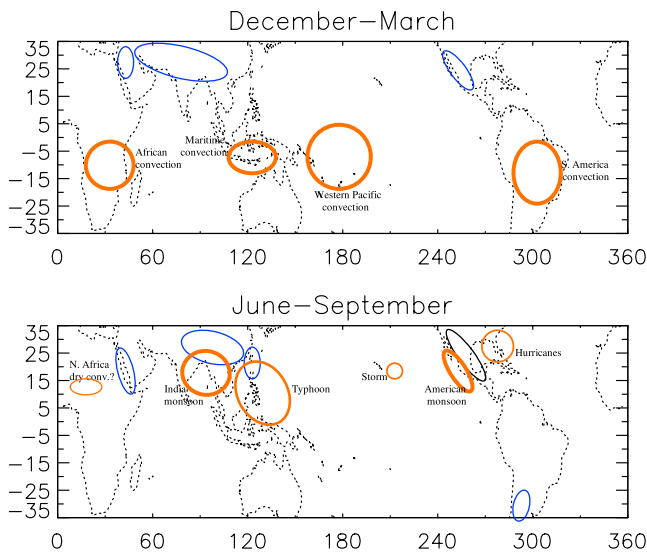 December−March
35
25
15
5
−5
−15
−25
−35
African
convection
Maritime
convection
Western Pacific
convection
S. America
convection
0 60 120 180 240 300 360
June−September
35
25
15
5
−5
−15
−25
−35
N. Africa
dry conv.?
India
monsoon
Typhoon
Storm
American
monsoon
Hurricanes
0 60 120 180 240 300 360